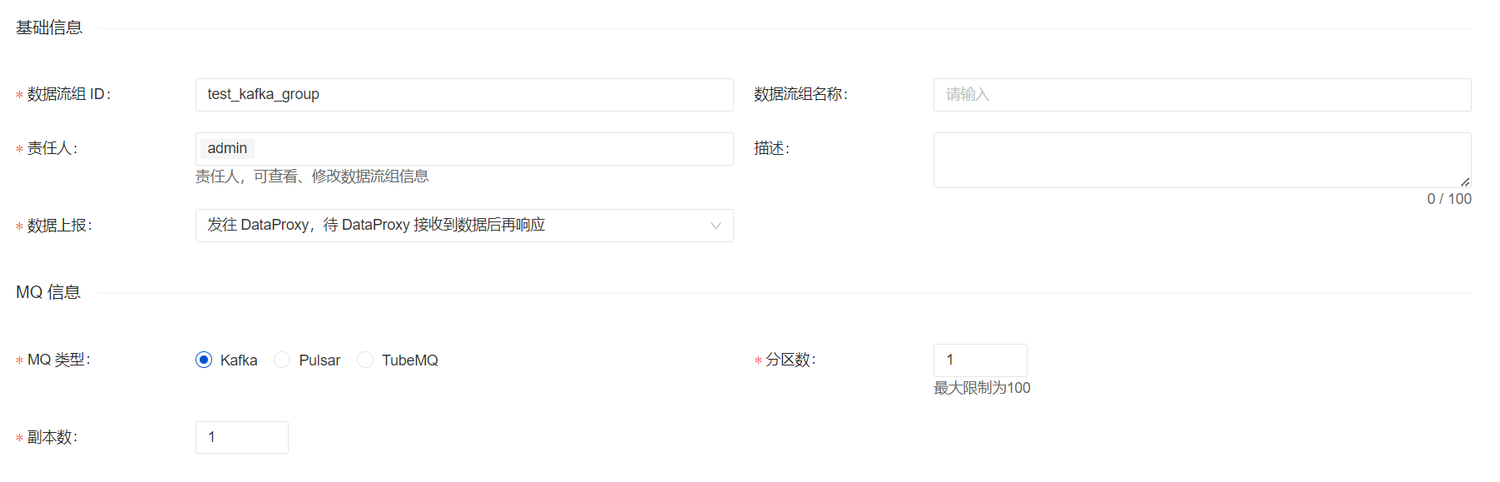 基础信息
* 数据流组 ID： test_kafka_group 数据流组名称： 请输入
* 责任人： admin 描述：
责任人，可查看、修改数据流组信息
0 / 100
* 数据上报： 发往 DataProxy，待 DataProxy 接收到数据后再响应
MQ 信息
* MQ 类型： Kafka Pulsar TubeMQ * 分区数： 1
最大限制为100
* 副本数： 1